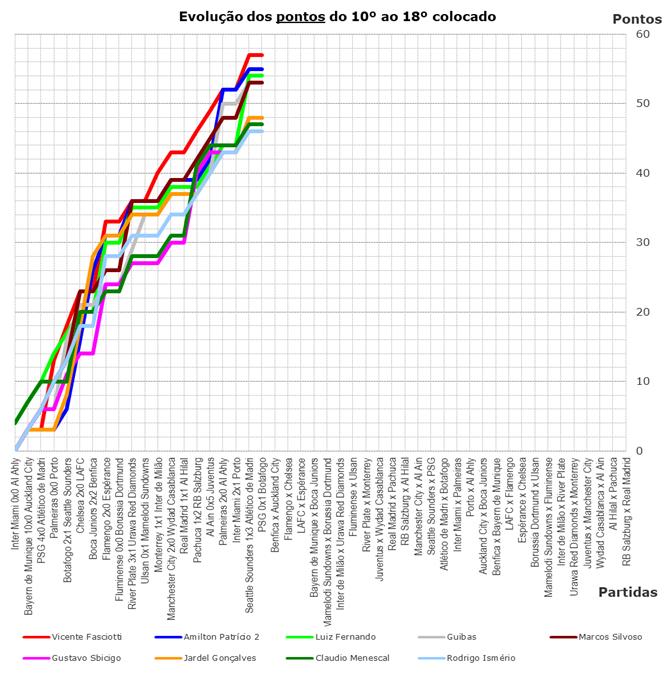 Evolução dos pontos do 10º ao 18º colocado
Pontos
60
50
40
30
20
10
0
Inter Miami 0x0 Al Ahly
Bayern de Munique 10x0 Auckland City
PSG 4x0 Atlético de Madri
Palmeiras 0x0 Porto
Botafogo 2x1 Seattle Sounders
Chelsea 2x0 LAFC
Boca Juniors 2x2 Benfica
Flamengo 2x0 Espérance
Fluminense 0x0 Borussia Dortmund
River Plate 3x1 Urawa Red Diamonds
Ulsan 0x1 Mamelodi Sundowns
Monterrey 1x1 Inter de Milão
Manchester City 2x0 Wydad Casablanca
Real Madrid 1x1 Al Hilal
Pachuca 1x2 RB Salzburg
Al Ain 0x5 Juventus
Palmeiras 2x0 Al Ahly
Inter Miami 2x1 Porto
Seattle Sounders 1x3 Atlético de Madri
PSG 0x1 Botafogo
Benfica x Auckland City
Flamengo x Chelsea
LAFC x Espérance
Bayern de Munique x Boca Juniors
Mamelodi Sundowns x Borussia Dortmund
Inter de Milão x Urawa Red Diamonds
Fluminense x Ulsan
River Plate x Monterrey
Juventus x Wydad Casablanca
Real Madrid x Pachuca
RB Salzburg x Al Hilal
Manchester City x Al Ain
Seattle Sounders x PSG
Atlético de Madri x Botafogo
Inter Miami x Palmeiras
Porto x Al Ahly
Auckland City x Boca Juniors
Benfica x Bayern de Munique
LAFC x Flamengo
Espérance x Chelsea
Borussia Dortmund x Ulsan
Mamelodi Sundowns x Fluminense
Inter de Milão x River Plate
Urawa Red Diamonds x Monterrey
Juventus x Manchester City
Wydad Casablanca x Al Ain
Al Hilal x Pachuca
RB Salzburg x Real Madrid
Partidas
Vicente Fasciotti
Amilton Patrício 2
Luiz Fernando
Guibas
Marcos Silvoso
Gustavo Sbicigo
Jardel Gonçalves
Claudio Menescal
Rodrigo Ismério